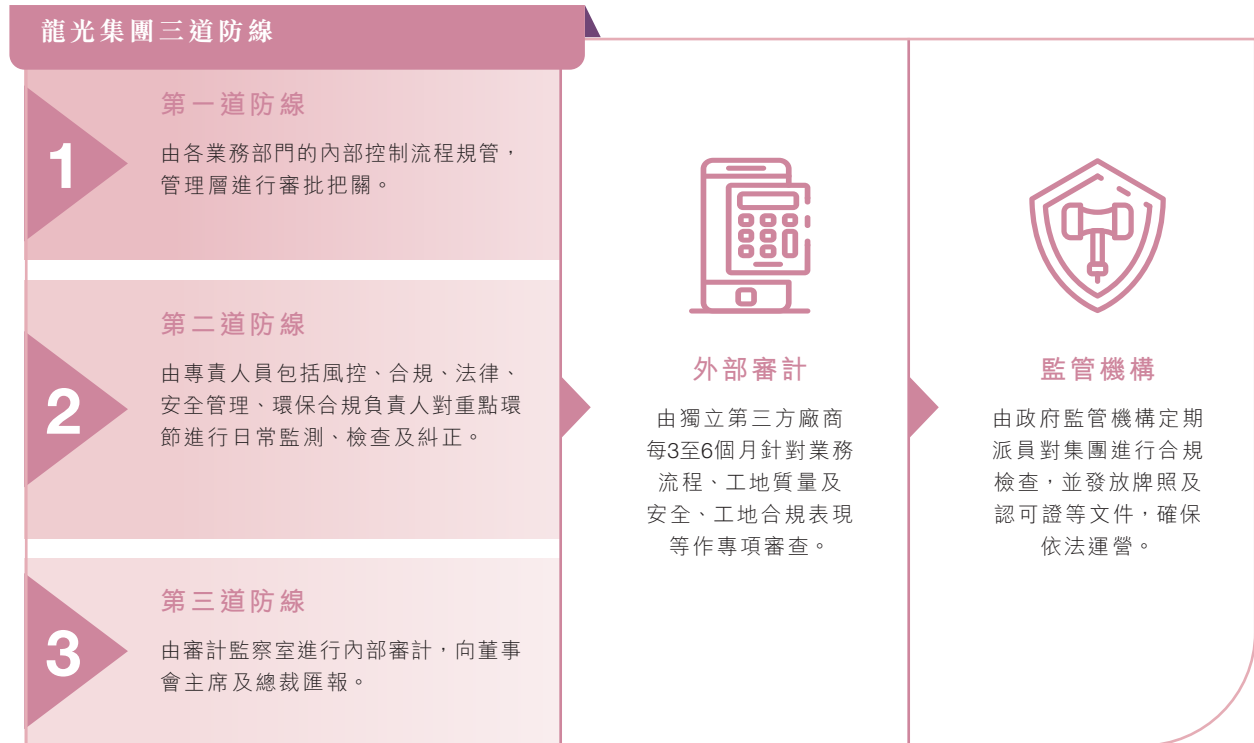 龍光集團三道防線
1
第一道防線
由各業務部門的內部控制流程規管，
管理層進行審批把關。
2
第二道防線
由專責人員包括風控、合規、法律、
安全管理、環保合規負責人對重點環
節進行日常監測、檢查及糾正。
3
第三道防線
由審計監察室進行內部審計，向董事
會主席及總裁匯報。
外部審計
由獨立第三方廠商
每3至6個月針對業務
流程、工地質量及
安全、工地合規表現
等作專項審查。
監管機構
由政府監管機構定期
派員對集團進行合規
檢查，並發放牌照及
認可證等文件，確保
依法運營。